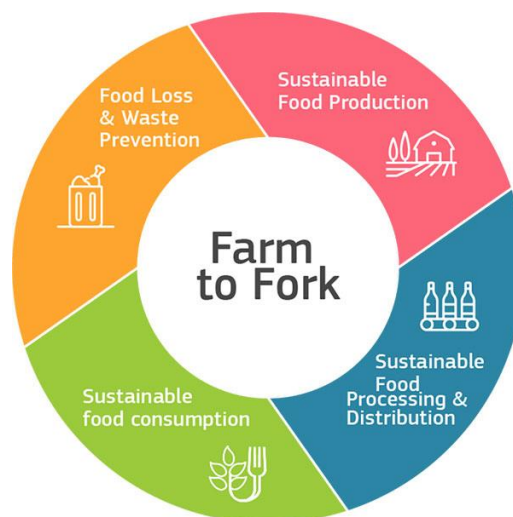 Farm
to Fork
Sustainable
Food Production
Sustainable
Food
Processing &
Distribution
Sustainable
food consumption
Food Loss
& Waste
Prevention